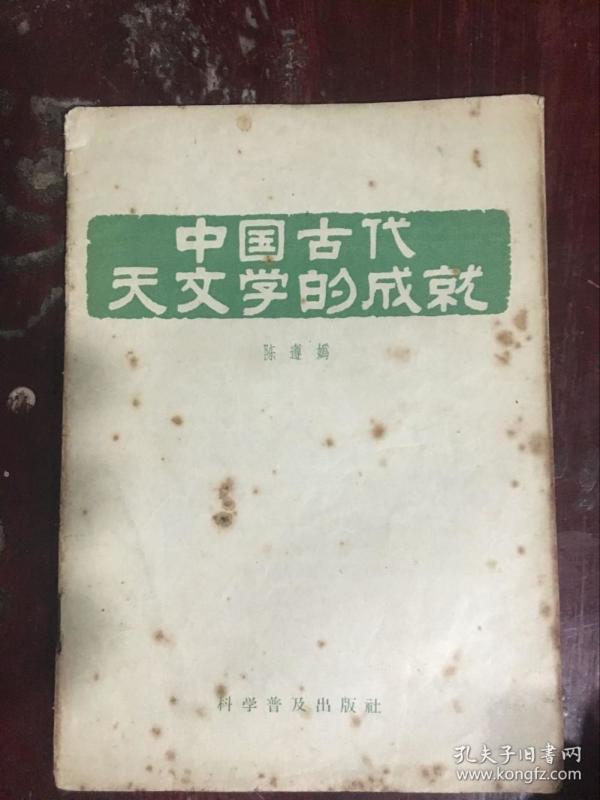 中国古代
天文学的成就
陈遵妫
科学普及出版社
孔夫子旧书网
www.kongfz.com